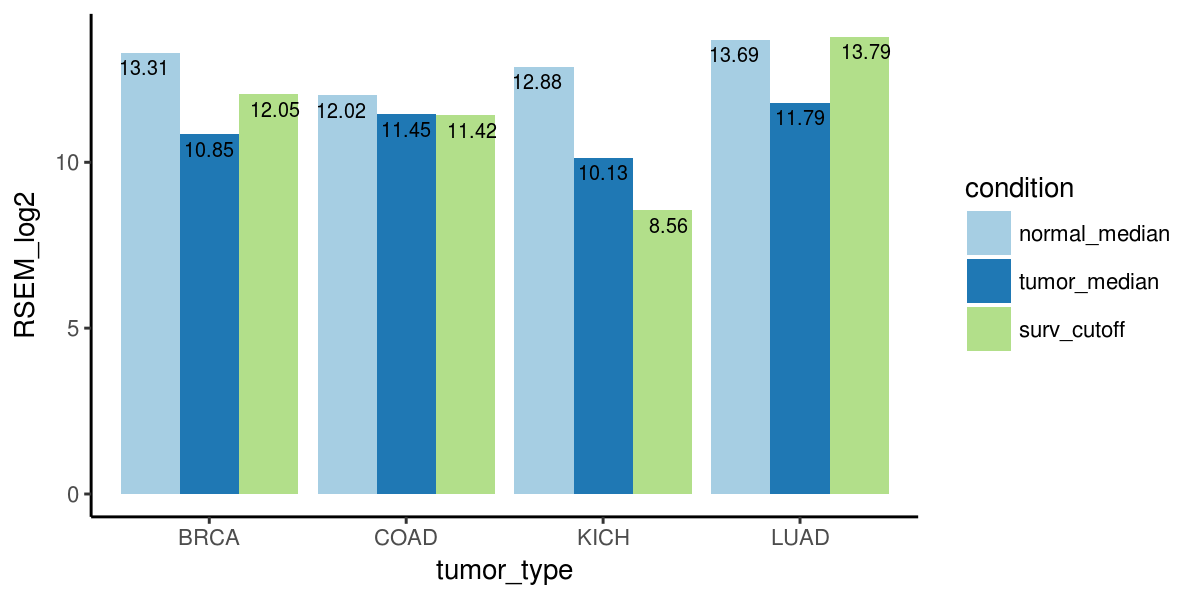 RSEM_log2
10
5
0
13.31
10.85
12.05
12.02
11.45
11.42
12.88
10.13
8.56
13.69
11.79
13.79
BRCA
COAD
KICH
LUAD
tumor_type
condition
normal_median
tumor_median
surv_cutoff